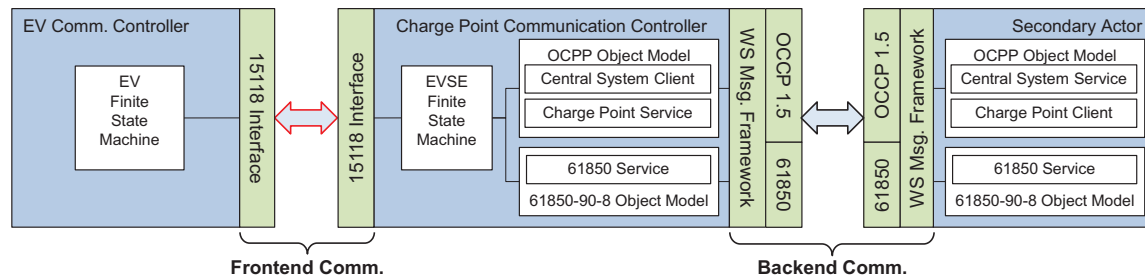 EV Comm. Controller
EV
Finite
State
Machine
15118 Interface
15118 Interface
Charge Point Communication Controller
EVSE
Finite
State
Machine
OCPP Object Model
Central System Client
Charge Point Service
61850 Service
61850-90-8 Object Model
WS Msg. Framework
OCCP 1.5
61850
OCCP 1.5
61850
WS Msg. Framework
Secondary Actor
OCPP Object Model
Central System Service
Charge Point Client
61850 Service
61850-90-8 Object Model
Frontend Comm.
Backend Comm.